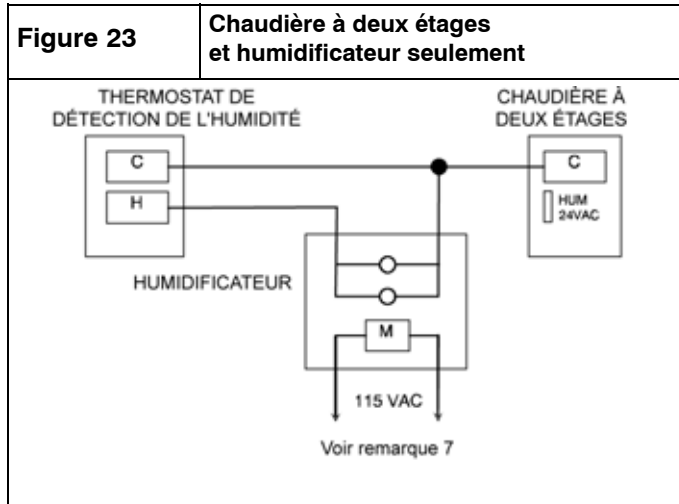 Figure 23
Chaudière à deux étages
et humidificateur seulement
THERMOSTAT DE
DÉTECTION DE L'HUMIDITÉ
CHAUDIÈRE À
DEUX ÉTAGES
C
C
H
HUM
24VAC
HUMIDIFICATEUR
M
115 VAC
Voir remarque 7